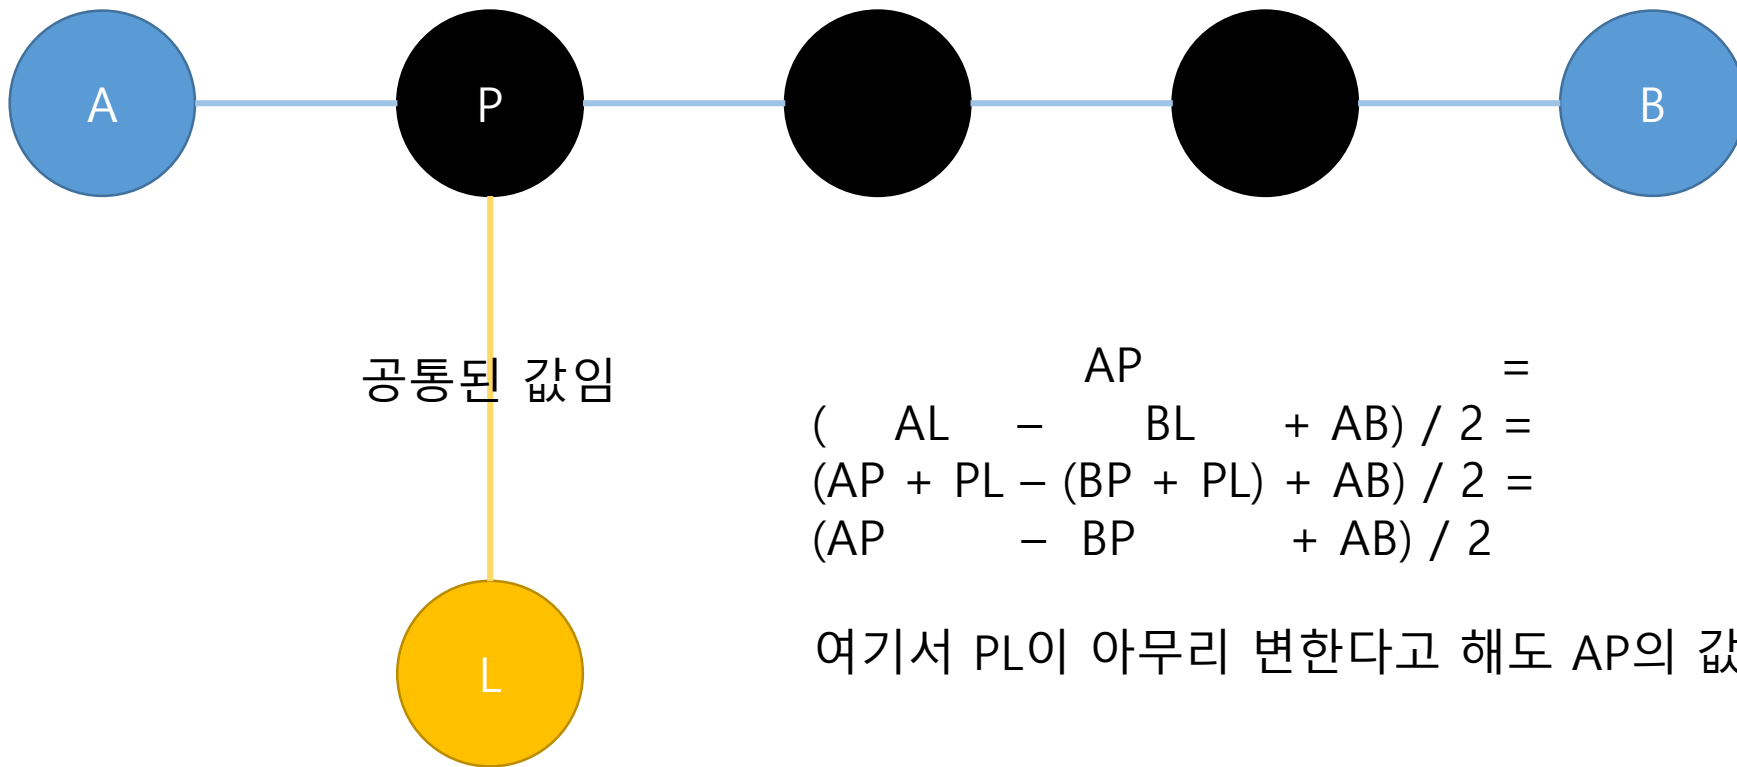 A
P
B
공통된 값임
AP =
( AL – BL + AB) / 2 =
(AP + PL – (BP + PL) + AB) / 2 =
(AP – BP + AB) / 2
여기서 PL이 아무리 변한다고 해도 AP의 값
L